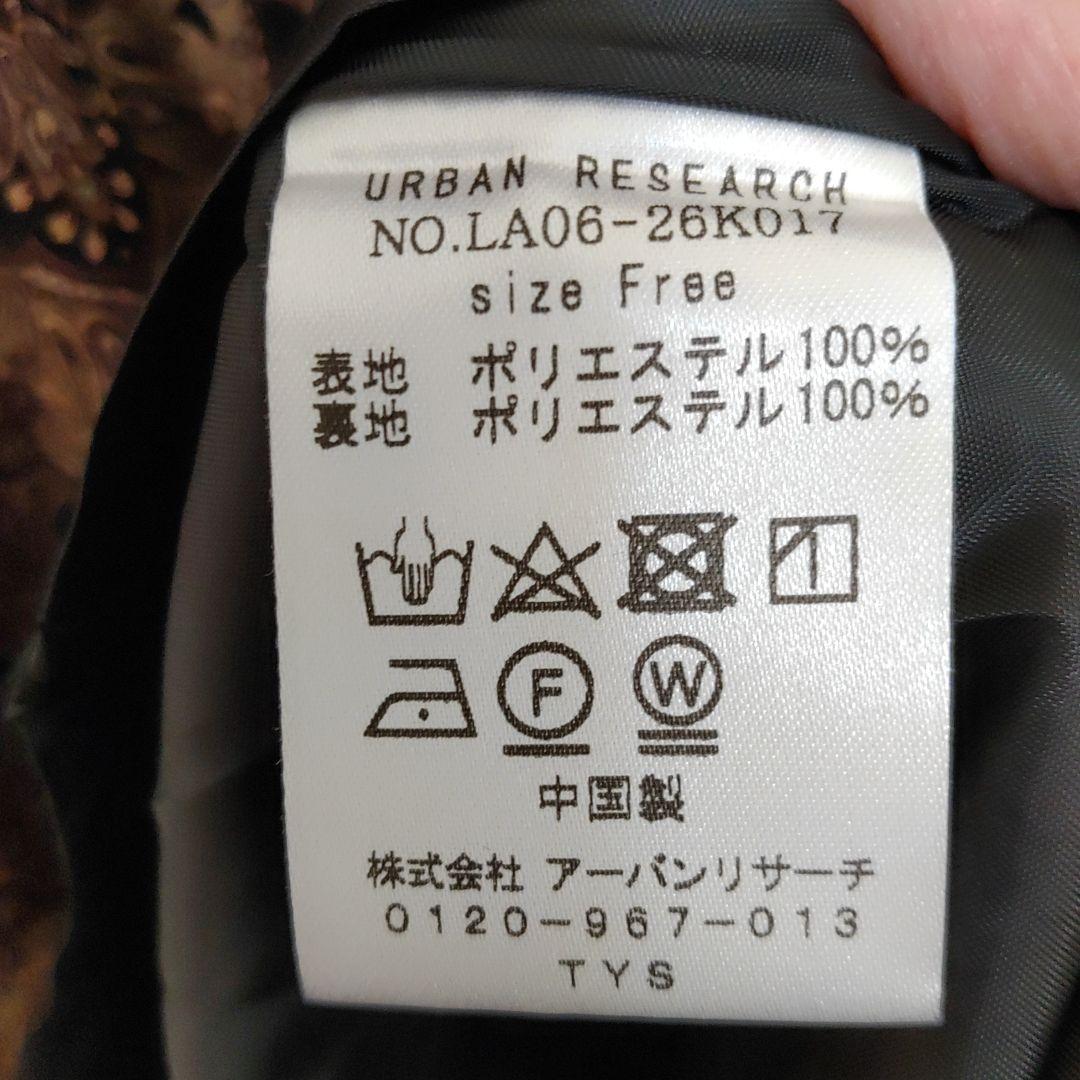 URBAN RESEARCH
NO.LA06-26K017
size Free
表地 ポリエステル100%
裏地 ポリエステル100%
F W
中国製
株式会社 アーバンリサーチ
0120-967-013
TYS